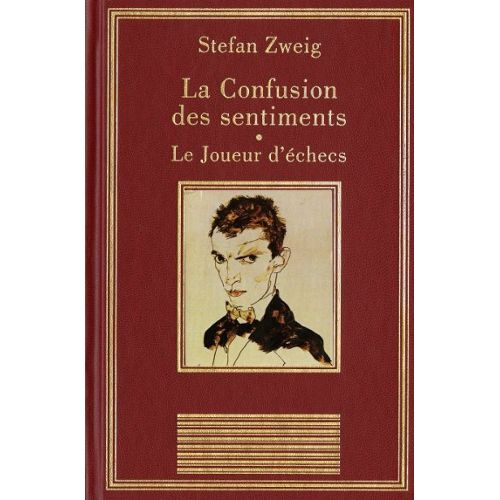 Stefan Zweig
La Confusion
des sentiments
•
Le Joueur d'échecs